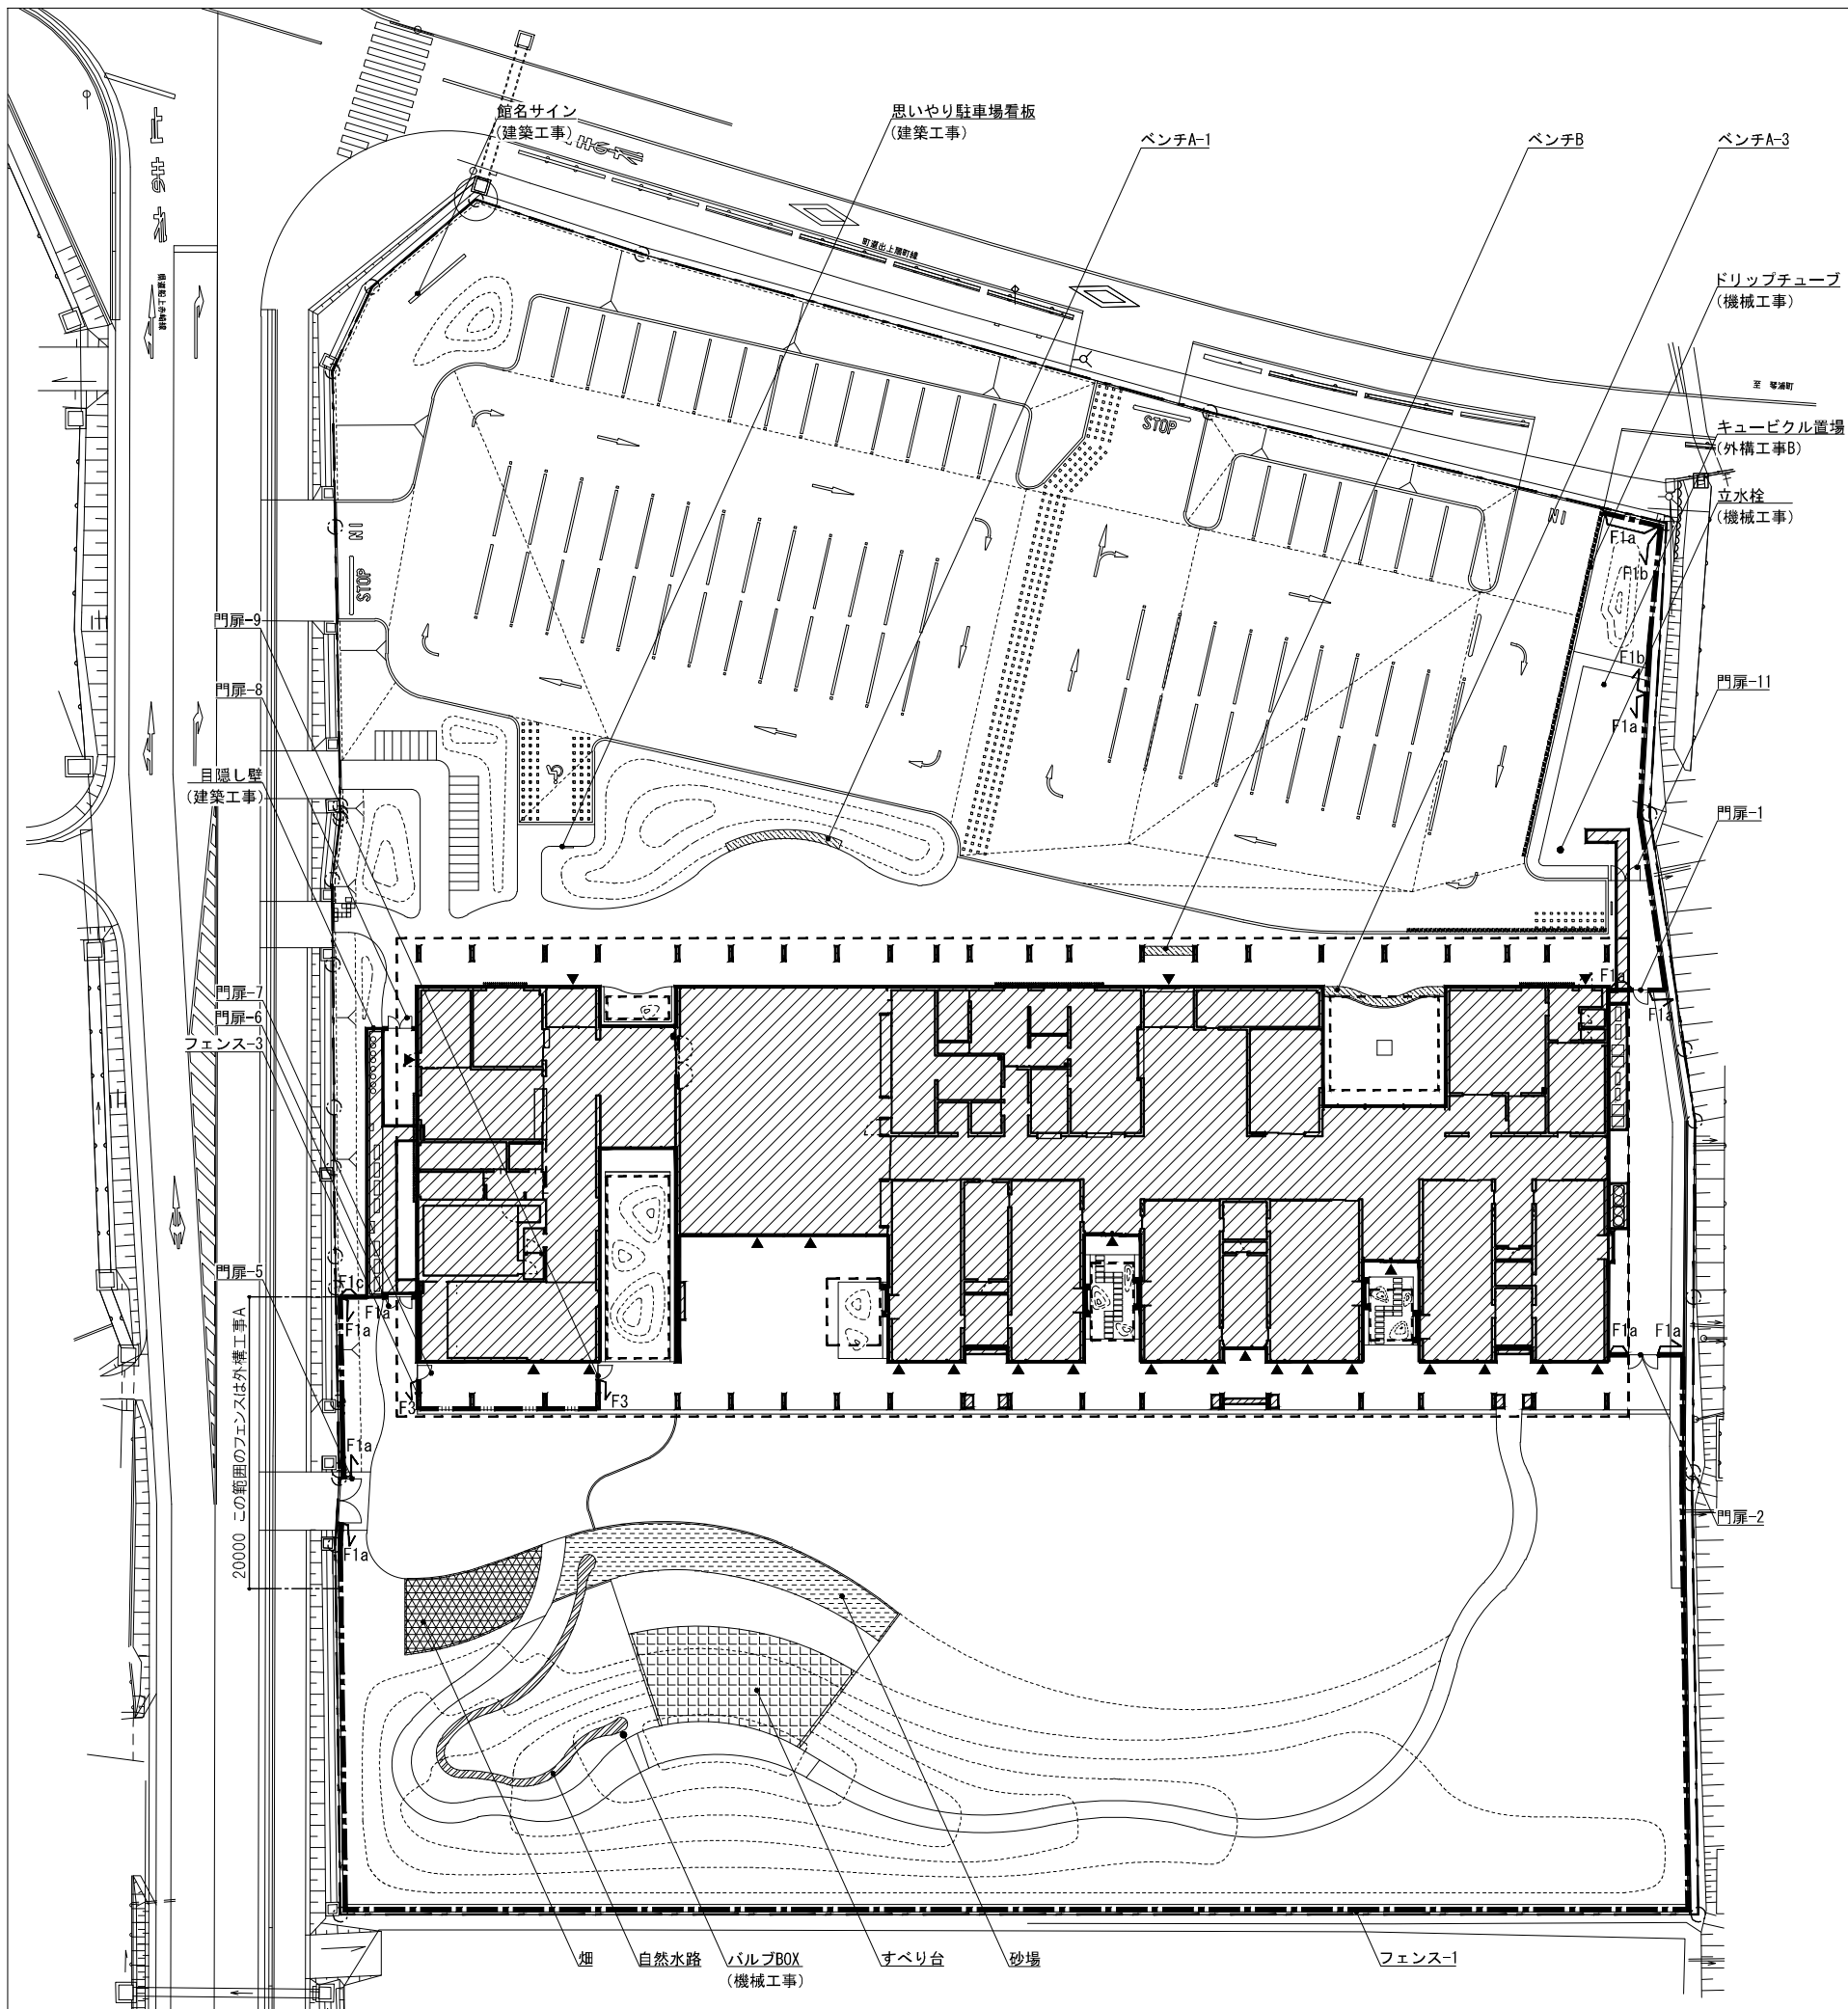 館名サイン
(建築工事)
思いやり駐車場看板
(建築工事)
ベンチA-1
ベンチB
ベンチA-3
ドリップチューブ
(機械工事)
キュービクル置場
(外構工事B)
立水栓
(機械工事)
STOP
IN
STOP
IN
F1a
F1b
F1b
F1a
門扉-9
門扉-8
目隠し壁
(建築工事)
門扉-11
門扉-1
F1a
F1a
門扉-7
門扉-6
フェンス-3
門扉-5
F1c
F1a
F1a
F1a
F1a
F3
F3
F1a
F1a
20000 この範囲のフェンスは外構工事A
門扉-2
畑
自然水路
バルブBOX
(機械工事)
すべり台
砂場
フェンス-1